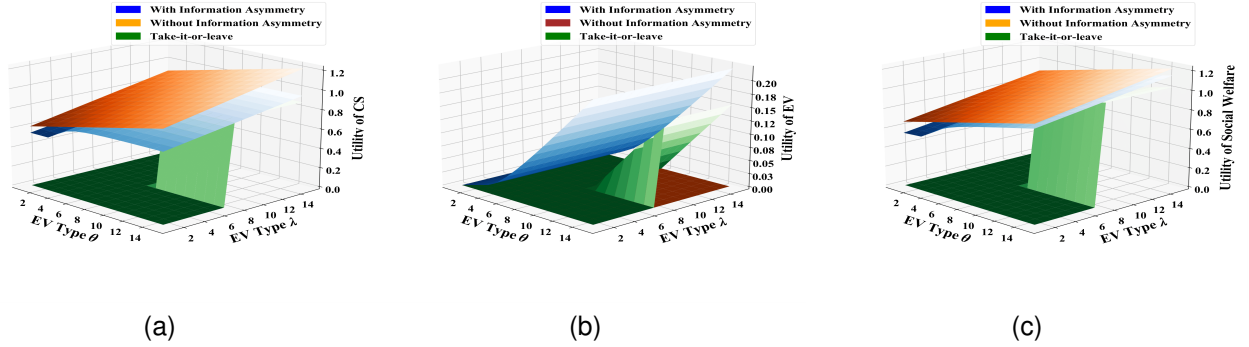 With Information Asymmetry
Without Information Asymmetry
Take-it-or-leave
1.2
1.0
0.8
0.6
0.4
0.2
0.0
Utility of CS
2 4 6 8 10 12 14
EV Type θ
2 4 6 8 10 12 14
EV Type λ
(a)
With Information Asymmetry
Without Information Asymmetry
Take-it-or-leave
0.20
0.18
0.15
0.12
0.10
0.08
0.05
0.03
0.00
Utility of EV
2 4 6 8 10 12 14
EV Type θ
2 4 6 8 10 12 14
EV Type λ
(b)
With Information Asymmetry
Without Information Asymmetry
Take-it-or-leave
1.2
1.0
0.8
0.6
0.4
0.2
0.0
Utility of Social Welfare
2 4 6 8 10 12 14
EV Type θ
2 4 6 8 10 12 14
EV Type λ
(c)